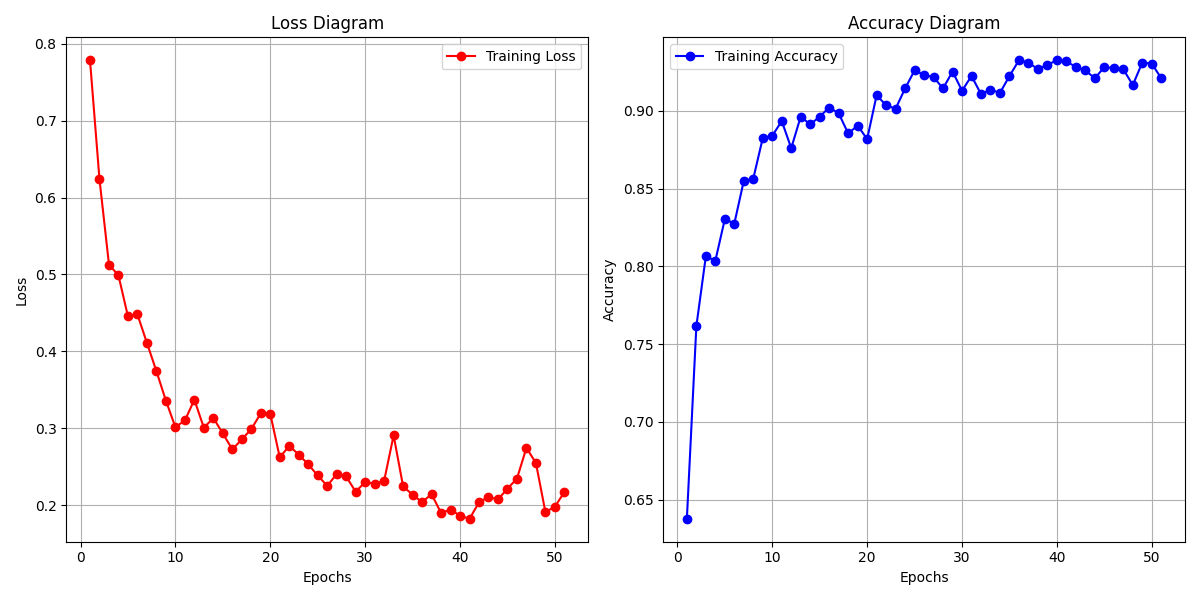 Loss Diagram
Training Loss
0.8
0.7
0.6
0.5
0.4
0.3
0.2
Loss
0 10 20 30 40 50
Epochs
Accuracy Diagram
Training Accuracy
0.90
0.85
0.80
0.75
0.70
0.65
Accuracy
0 10 20 30 40 50
Epochs